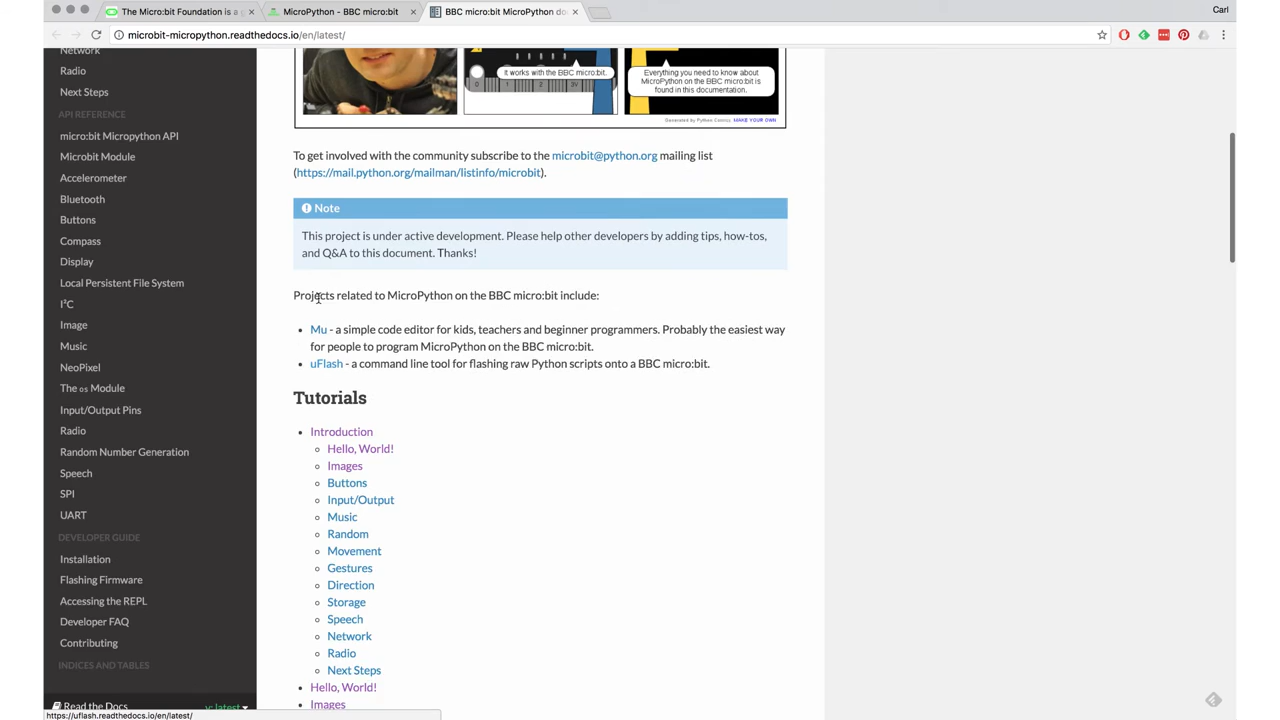 The Micro:bit Foundation is a g
MicroPython - BBC micro:bit
BBC micro:bit MicroPython do
Carl
microbit-micropython.readthedocs.io/en/latest/
Network
Radio
Next Steps
API REFERENCE
micro:bit Micropython API
Microbit Module
Accelerometer
Bluetooth
Buttons
Compass
Display
Local Persistent File System
I²C
Image
Music
NeoPixel
The os Module
Input/Output Pins
Radio
Random Number Generation
Speech
SPI
UART
DEVELOPER GUIDE
Installation
Flashing Firmware
Accessing the REPL
Developer FAQ
Contributing
INDICES AND TABLES
Read the Docs
v: latest
https://uflash.readthedocs.io/en/latest/
It works with the BBC micro:bit.
Everything you need to know about
MicroPython on the BBC micro:bit is
found in this documentation.
Generated by Python Comics MAKE YOUR OWN
To get involved with the community subscribe to the microbit@python.org mailing list
(https://mail.python.org/mailman/listinfo/microbit).
Note
This project is under active development. Please help other developers by adding tips, how-tos,
and Q&A to this document. Thanks!
Projects related to MicroPython on the BBC micro:bit include:
Mu - a simple code editor for kids, teachers and beginner programmers. Probably the easiest way
for people to program MicroPython on the BBC micro:bit.
uFlash - a command line tool for flashing raw Python scripts onto a BBC micro:bit.
Tutorials
Introduction
Hello, World!
Images
Buttons
Input/Output
Music
Random
Movement
Gestures
Direction
Storage
Speech
Network
Radio
Next Steps
Hello, World!
Images